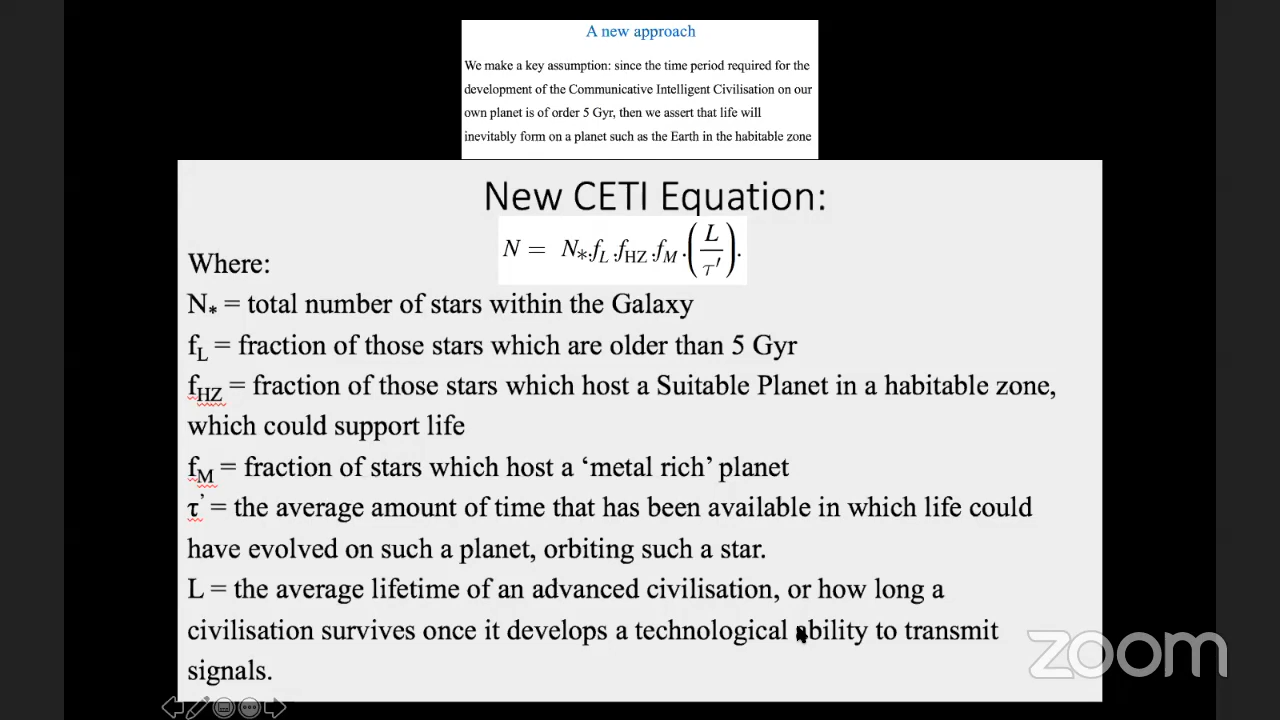 A new approach
We make a key assumption: since the time period required for the
development of the Communicative Intelligent Civilisation on our
own planet is of order 5 Gyr, then we assert that life will
inevitably form on a planet such as the Earth in the habitable zone
New CETI Equation:
N = N*.fL.fHZ.fM.(L/τ′).
Where:
N* = total number of stars within the Galaxy
fL = fraction of those stars which are older than 5 Gyr
fHZ = fraction of those stars which host a Suitable Planet in a habitable zone,
which could support life
fM = fraction of stars which host a ‘metal rich’ planet
τ’ = the average amount of time that has been available in which life could
have evolved on such a planet, orbiting such a star.
L = the average lifetime of an advanced civilisation, or how long a
civilisation survives once it develops a technological ability to transmit
signals.
zoom